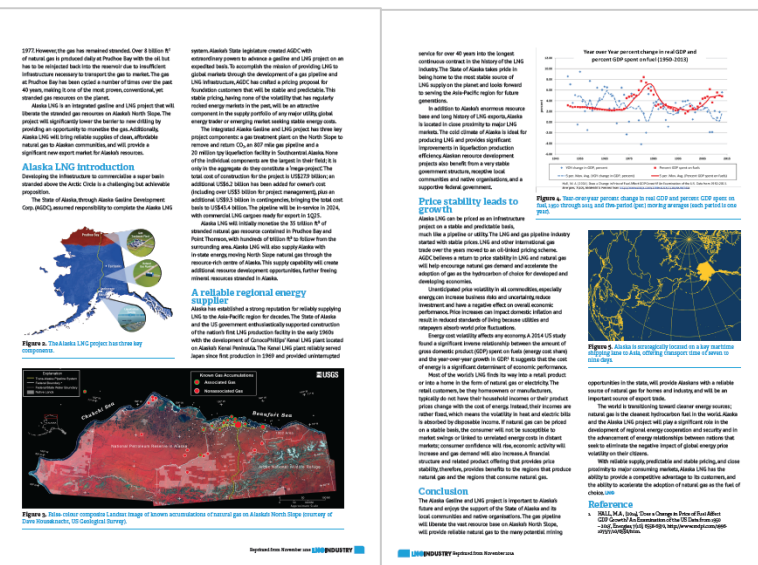 1977. However, the gas has remained stranded. Over 8 billion ft³
of natural gas is produced daily at Prudhoe Bay with the oil but
has to be reinjected back into the reservoir due to insufficient
infrastructure necessary to transport the gas to market. The gas
at Prudhoe Bay has been cycled a number of times over the past
40 years, making it one of the most proven, conventional, yet
stranded gas resources on the planet.
Alaska LNG is an integrated gasline and LNG project that will
liberate the stranded gas resources on Alaska's North Slope. The
project will significantly lower the barrier to new drilling by
providing an opportunity to monetize the gas. Additionally,
Alaska LNG will bring reliable supplies of clean, affordable
natural gas to Alaskan communities, and will provide a
significant new export market for Alaska's resources.
Alaska LNG introduction
Developing the infrastructure to commercialise a super basin
stranded above the Arctic Circle is a challenging but achievable
proposition.
The State of Alaska, through Alaska Gasline Development
Corp. (AGDC), assumed responsibility to complete the Alaska LNG
Figure 2. The Alaska LNG project has three key
components.
system. Alaska's State legislature created AGDC with
extraordinary powers to advance a gasline and LNG project on an
expedited basis. To accomplish the mission of providing LNG to
global markets through the development of a gas pipeline and
LNG infrastructure, AGDC has crafted a pricing proposal for
foundation customers that will be stable and predictable. This
stable pricing, having none of the volatility that has regularly
rocked energy markets in the past, will be an attractive
component in the supply portfolio of any major utility, global
energy trader or emerging market seeking stable energy costs.
The integrated Alaska Gasline and LNG project has three key
project components: a gas treatment plant on the North Slope to
remove and return CO₂, an 807 mile gas pipeline and a
20 million tpy liquefaction facility in Southcentral Alaska. None
of the individual components are the largest in their field; it is
only in the aggregate do they constitute a 'mega-project'. The
total cost of construction for the project is US$27.9 billion; an
additional US$6.2 billion has been added for owner's cost
(including over US$3 billion for project management), plus an
additional US$9.3 billion in contingencies, bringing the total cost
basis to US$43.4 billion. The pipeline will be in-service in 2024,
with commercial LNG cargoes ready for export in 1Q25.
Alaska LNG will initially monetise the 35 trillion ft³ of
stranded natural gas resource contained in Prudhoe Bay and
Point Thomson, with hundreds of trillion ft³ to follow from the
surrounding area. Alaska LNG will also supply Alaska with
in-state energy, moving North Slope natural gas through the
resource-rich centre of Alaska. This supply capability will create
additional resource development opportunities, further freeing
mineral resources stranded in Alaska.
A reliable regional energy
supplier
Alaska has established a strong reputation for reliably supplying
LNG to the Asia-Pacific region for decades. The State of Alaska
and the US government enthusiastically supported construction
of the nation's first LNG production facility in the early 1960s
with the development of ConocoPhillips' Kenai LNG plant located
on Alaska's Kenai Peninsula. The Kenai LNG plant reliably served
Japan since first production in 1969 and provided uninterrupted
Explanation
Known Gas Accumulations
Associated Gas
Nonassociated Gas
USGS
Chukchi Sea
Beaufort Sea
National Petroleum Reserve in Alaska
Figure 3. False colour composite Landsat image of known accumulations of natural gas on Alaska's North Slope (courtesy of
Dave Houseknecht, US Geological Survey).
Reprinted from November 2018 LNGINDUSTRY
service for over 40 years into the longest
continuous contract in the history of the LNG
industry. The State of Alaska takes pride in
being home to the most stable source of
LNG supply on the planet and looks forward
to serving the Asia-Pacific region for future
generations.
In addition to Alaska's enormous resource
base and long history of LNG exports, Alaska
is located in close proximity to major LNG
markets. The cold climate of Alaska is ideal for
producing LNG and provides significant
improvements in liquefaction production
efficiency. Alaskan resource development
projects also benefit from a very stable
government structure, receptive local
communities and native organisations, and a
supportive federal government.
Price stability leads to
growth
Alaska LNG can be priced as an infrastructure
project on a stable and predictable basis,
much like a pipeline or utility. The LNG and gas pipeline industry
started with stable prices. LNG and other international gas
trade over the years moved to an oil-linked pricing scheme.
AGDC believes a return to price stability in LNG and natural gas
will help encourage natural gas demand and accelerate the
adoption of gas as the hydrocarbon of choice for developed and
developing economies.
Unanticipated price volatility in all commodities, especially
energy, can increase business risks and uncertainty, reduce
investment and have a negative effect on overall economic
performance. Price increases can impact domestic inflation and
result in reduced standards of living because utilities and
ratepayers absorb world price fluctuations.
Energy cost volatility affects any economy. A 2014 US study
found a significant inverse relationship between the amount of
gross domestic product (GDP) spent on fuels (energy cost share)
and the year-over-year growth in GDP.¹ It suggests that the cost
of energy is a significant determinant of economic performance.
Most of the world's LNG finds its way into a retail product
or into a home in the form of natural gas or electricity. The
retail customers, be they homeowners or manufacturers,
typically do not have their household incomes or their product
prices change with the cost of energy. Instead, their incomes are
rather fixed, which means the volatility in heat and electric bills
is absorbed by disposable income. If natural gas can be priced
on a stable basis, the consumer will not be susceptible to
market swings or linked to unrelated energy costs in distant
markets; consumer confidence will rise, economic activity will
increase and gas demand will also increase. A financial
structure and related product offering that provides price
stability, therefore, provides benefits to the regions that produce
natural gas and the regions that consume natural gas.
Conclusion
The Alaska Gasline and LNG project is important to Alaska's
future and enjoys the support of the State of Alaska and its
local communities and native organisations. The gas pipeline
will liberate the vast resource base on Alaska's North Slope,
will provide reliable natural gas to the many potential mining
Year over Year percent change in real GDP and
percent GDP spent on fuel (1950-2013)
percent
Figure 4. Year-over-year percent change in real GDP and percent GDP spent on
fuel, 1950 through 2013, and five-period (per.) moving averages (each period is one
year).
Figure 5. Alaska is strategically located on a key maritime
shipping lane to Asia, offering transport time of seven to
nine days.
opportunities in the state, will provide Alaskans with a reliable
source of natural gas for homes and industry, and will be an
important source of export trade.
The world is transitioning toward cleaner energy sources;
natural gas is the cleanest hydrocarbon fuel in the world. Alaska
and the Alaska LNG project will play a significant role in the
development of regional energy cooperation and security and in
the advancement of energy relationships between nations that
seek to eliminate the negative impact of global energy price
volatility on their citizens.
With reliable supply, predictable and stable pricing, and close
proximity to major consuming markets, Alaska LNG has the
ability to provide a competitive advantage to its customers, and
the ability to accelerate the adoption of natural gas as the fuel of
choice. LNG
Reference
1. HALL, M.A., (2014), 'Does a Change in Price of Fuel Affect
GDP Growth? An Examination of the US Data from 1950
LNGINDUSTRY Reprinted from November 2018